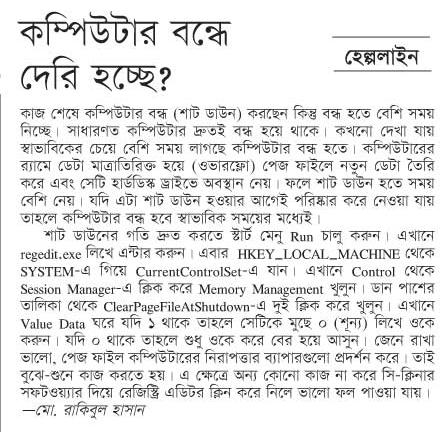 কম্পিউটার বন্ধে
দেরি হচ্ছে?
হেল্পলাইন
কাজ শেষে কম্পিউটার বন্ধ (শাট ডাউন) করছেন কিন্তু বন্ধ হতে বেশি সময়
নিচ্ছে। সাধারণত কম্পিউটার দ্রুতই বন্ধ হয়ে থাকে। কখনো দেখা যায়
স্বাভাবিকের চেয়ে বেশি সময় লাগছে কম্পিউটার বন্ধ হতে। কম্পিউটারের
র‍্যামে ডেটা মাত্রাতিরিক্ত হয়ে (ওভারফ্লো) পেজ ফাইলে নতুন ডেটা তৈরি
করে এবং সেটি হার্ডডিস্ক ড্রাইভে অবস্থান নেয়। ফলে শাট ডাউন হতে সময়
বেশি নেয়। যদি এটা শাট ডাউন হওয়ার আগেই পরিষ্কার করে নেওয়া যায়
তাহলে কম্পিউটার বন্ধ হবে স্বাভাবিক সময়ের মধ্যেই।
শাট ডাউনের গতি দ্রুত করতে স্টার্ট মেনু Run চালু করুন। এখানে
regedit.exe লিখে এন্টার করুন। এবার HKEY_LOCAL_MACHINE থেকে
SYSTEM-এ গিয়ে CurrentControlSet-এ যান। এখানে Control থেকে
Session Manager-এ ক্লিক করে Memory Management খুলুন। ডান পাশের
তালিকা থেকে ClearPageFileAtShutdown-এ দুই ক্লিক করে খুলুন। এখানে
Value Data ঘরে যদি ১ থাকে তাহলে সেটিকে মুছে ০ (শূন্য) লিখে ওকে
করুন। যদি ০ থাকে তাহলে শুধু ওকে করে বের হয়ে আসুন। জেনে রাখা
ভালো, পেজ ফাইল কম্পিউটারের নিরাপত্তার ব্যাপারগুলো প্রদর্শন করে। তাই
বুঝে-শুনে কাজ করতে হয়। এ ক্ষেত্রে অন্য কোনো কাজ না করে সি-ক্লিনার
সফটওয়্যার দিয়ে রেজিস্ট্রি এডিটর ক্লিন করে নিলে ভালো ফল পাওয়া যায়।
—মো. রাকিবুল হাসান